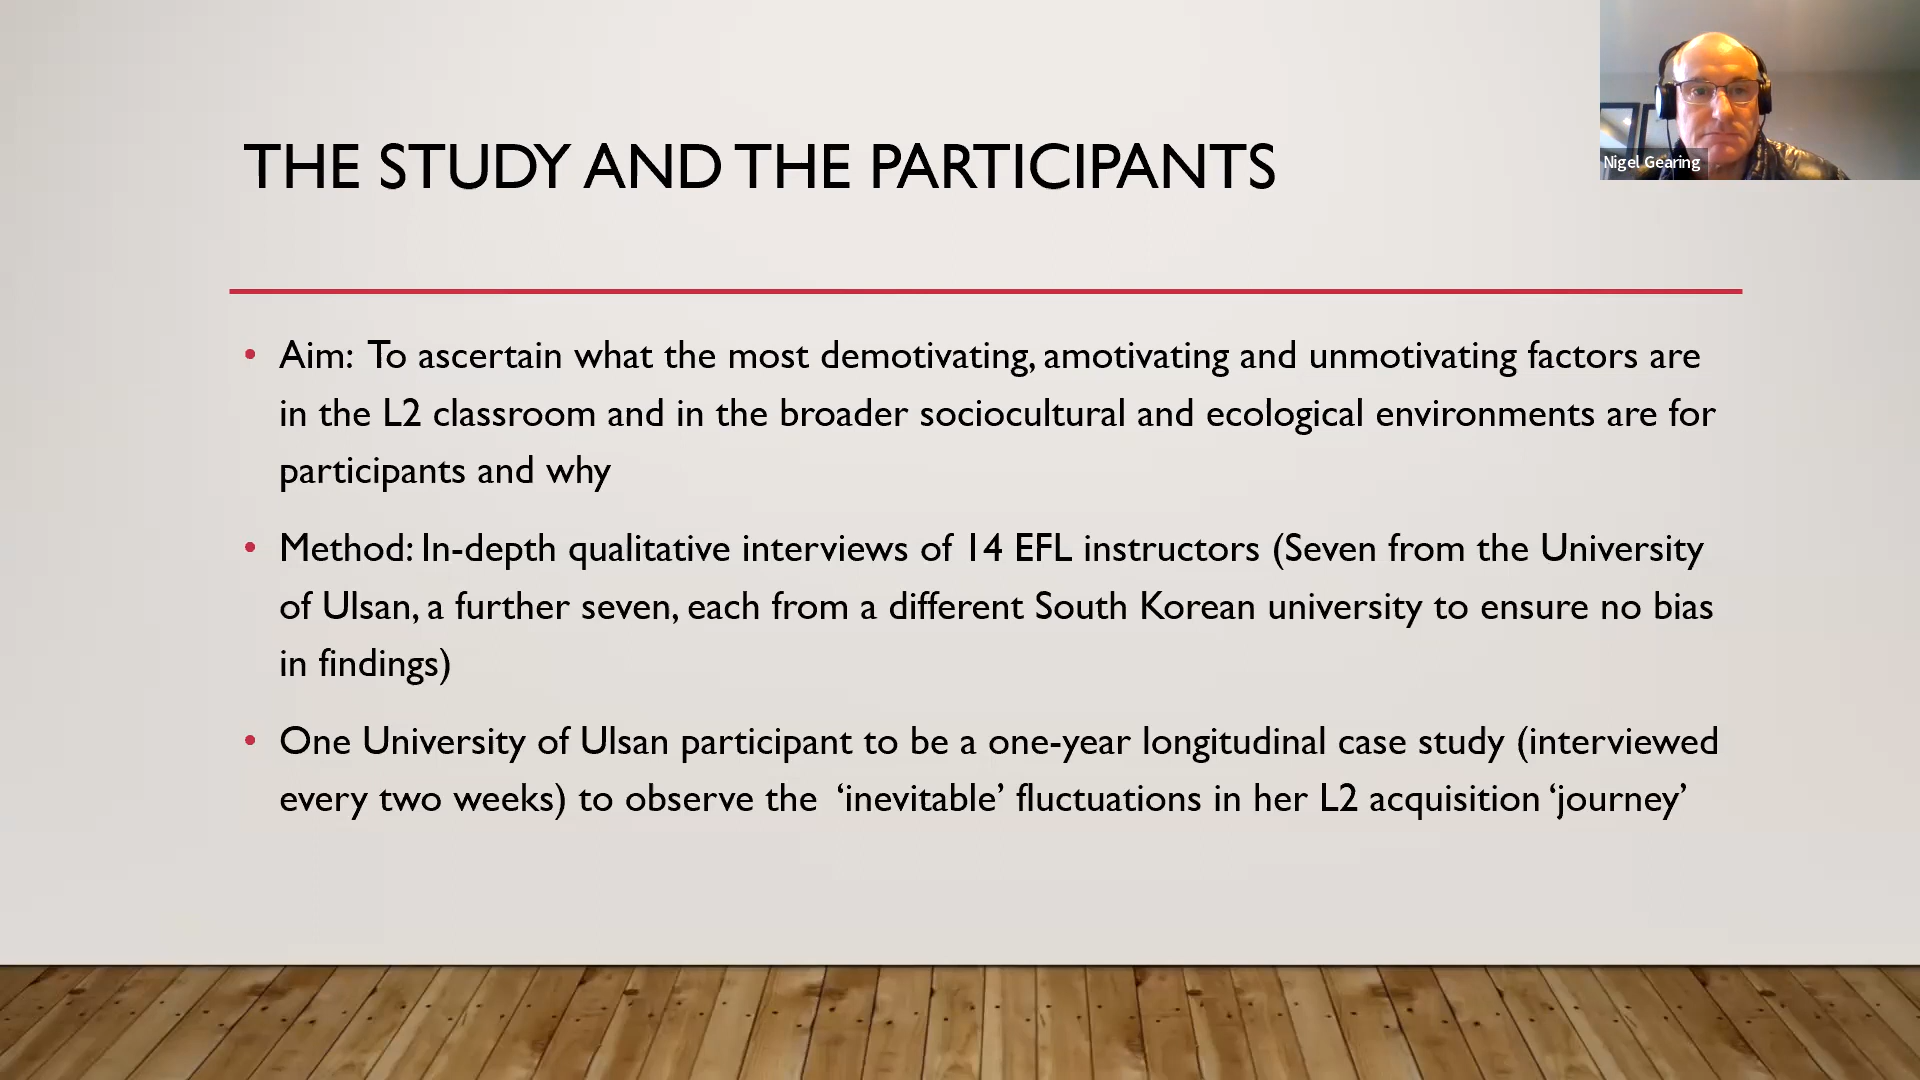 THE STUDY AND THE PARTICIPANTS
Nigel Gearing
• Aim:  To ascertain what the most demotivating, amotivating and unmotivating factors are
in the L2 classroom and in the broader sociocultural and ecological environments are for
participants and why
• Method: In-depth qualitative interviews of 14 EFL instructors (Seven from the University
of Ulsan, a further seven, each from a different South Korean university to ensure no bias
in findings)
• One University of Ulsan participant to be a one-year longitudinal case study (interviewed
every two weeks) to observe the  ‘inevitable’ fluctuations in her L2 acquisition ‘journey’